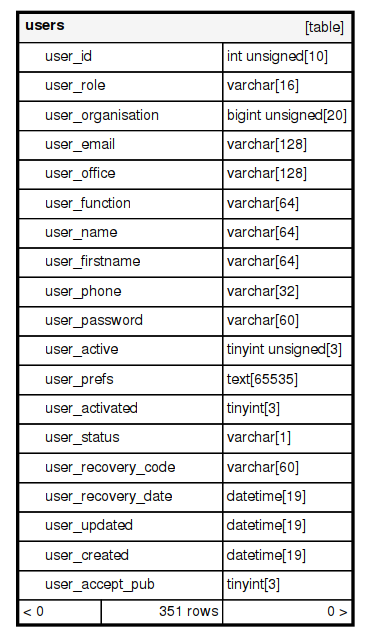 users [table]
user_id int unsigned[10]
user_role varchar[16]
user_organisation bigint unsigned[20]
user_email varchar[128]
user_office varchar[128]
user_function varchar[64]
user_name varchar[64]
user_firstname varchar[64]
user_phone varchar[32]
user_password varchar[60]
user_active tinyint unsigned[3]
user_prefs text[65535]
user_activated tinyint[3]
user_status varchar[1]
user_recovery_code varchar[60]
user_recovery_date datetime[19]
user_updated datetime[19]
user_created datetime[19]
user_accept_pub tinyint[3]
< 0 351 rows 0 >